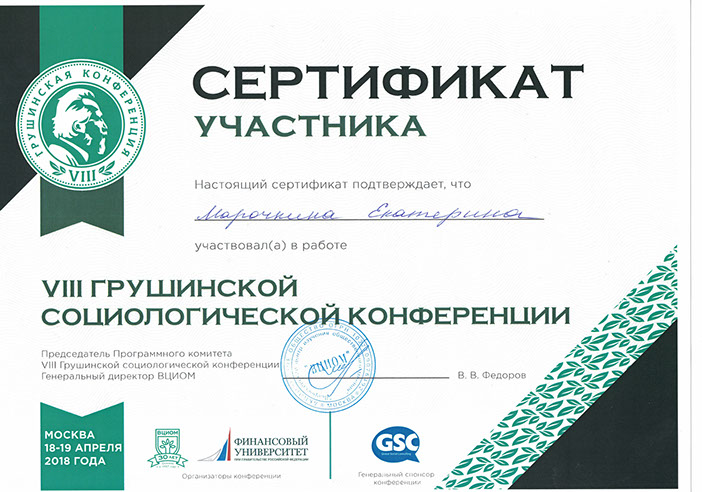 ГРУШИНСКАЯ КОНФЕРЕНЦИЯ
VIII
СЕРТИФИКАТ
УЧАСТНИКА
Настоящий сертификат подтверждает, что
Марочкина Екатерина
участвовал(а) в работе
VIII ГРУШИНСКОЙ
СОЦИОЛОГИЧЕСКОЙ КОНФЕРЕНЦИИ
Председатель Программного комитета
VIII Грушинской социологической конференции,
Генеральный директор ВЦИОМ
В. В. Федоров
"ВЦИОМ"
МОСКВА
18-19 АПРЕЛЯ
2018 ГОДА
ВЦИОМ
30 лет
ФИНАНСОВЫЙ
УНИВЕРСИТЕТ
ПРИ ПРАВИТЕЛЬСТВЕ РОССИЙСКОЙ ФЕДЕРАЦИИ
Организаторы конференции
GSC
Генеральный спонсор
конференции